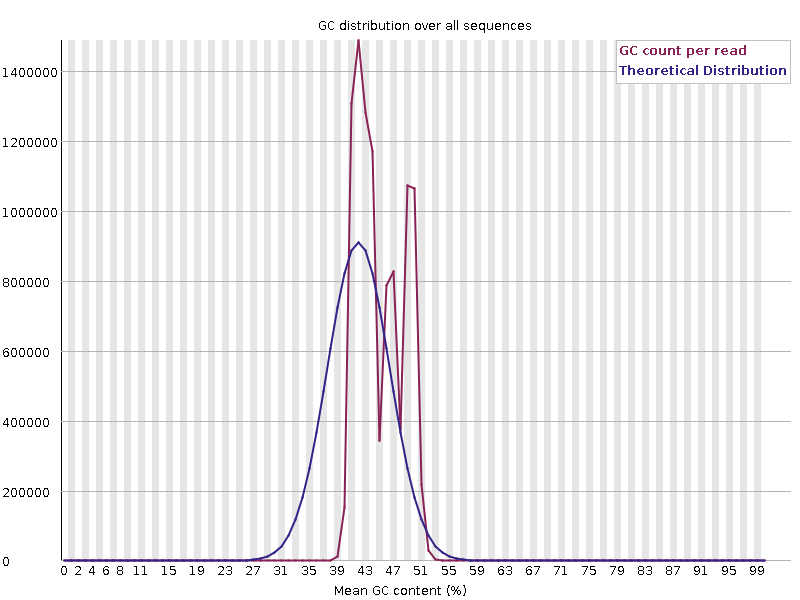 GC distribution over all sequences
GC count per read
Theoretical Distribution
1400000
1200000
1000000
800000
600000
400000
200000
0
0 2 4 6 8 11 15 19 23 27 31 35 39 43 47 51 55 59 63 67 71 75 79 83 87 91 95 99
Mean GC content (%)